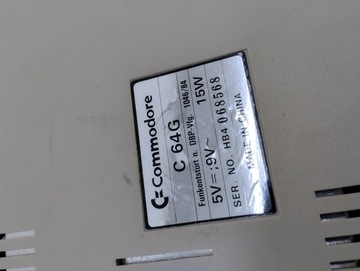 Commodore
C 64G
Funkentstört n. DBP-Vfg. 1046/84
5V⎓;9V~ 15W
SER. NO. HB4 068568
MADE IN CHINA